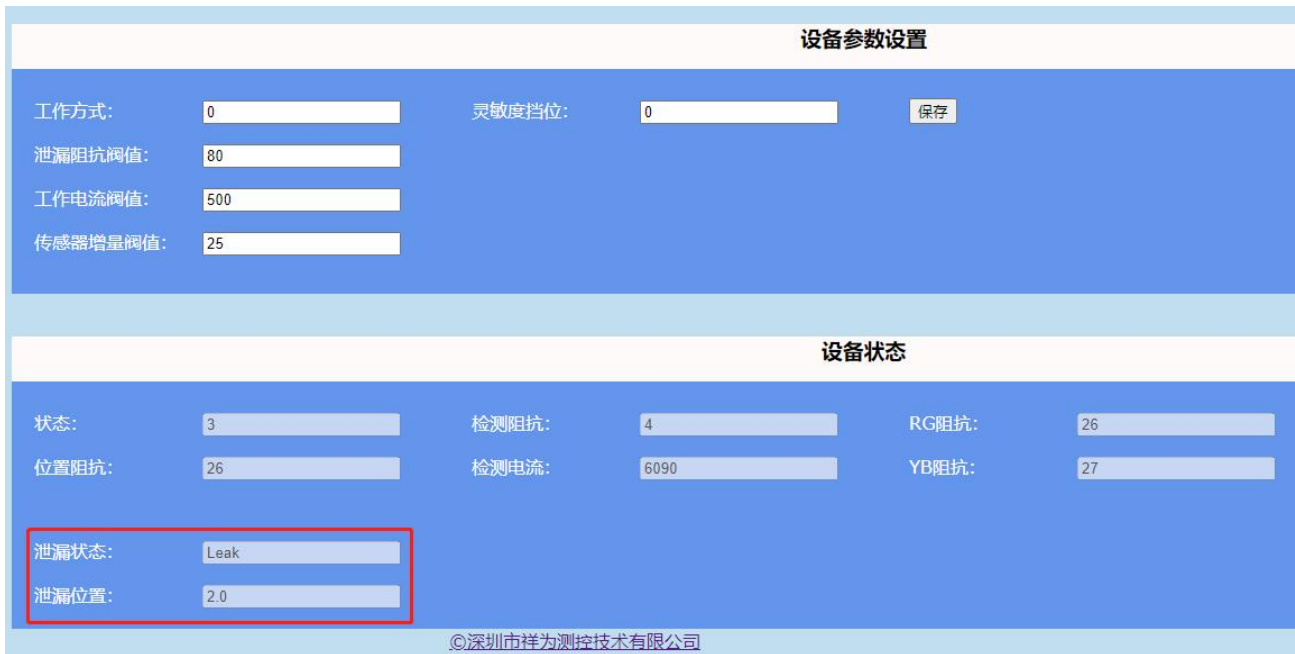 设备参数设置
工作方式: 0 灵敏度挡位: 0 保存
泄漏阻抗阀值: 80
工作电流阀值: 500
传感器增量阀值: 25
设备状态
状态: 3 检测阻抗: 4 RG阻抗: 26
位置阻抗: 26 检测电流: 6090 YB阻抗: 27
泄漏状态: Leak
泄漏位置: 2.0
©深圳市祥为测控技术有限公司